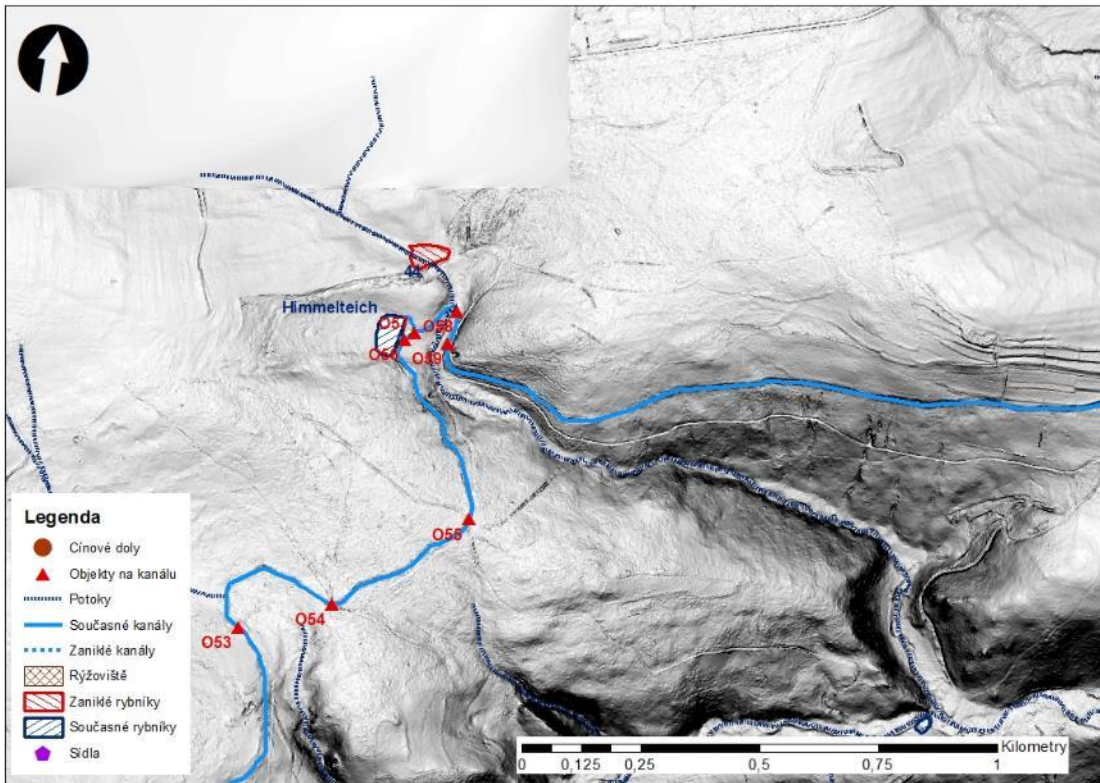 44
Himmelteich
O57
O58
O56
O59
O55
O54
O53
Legenda
Cínové doly
Objekty na kanálu
Potoky
Současné kanály
Zaniklé kanály
Rýžoviště
Zaniklé rybníky
Současné rybníky
Sídla
Kilometry
0 0,125 0,25 0,5 0,75 1